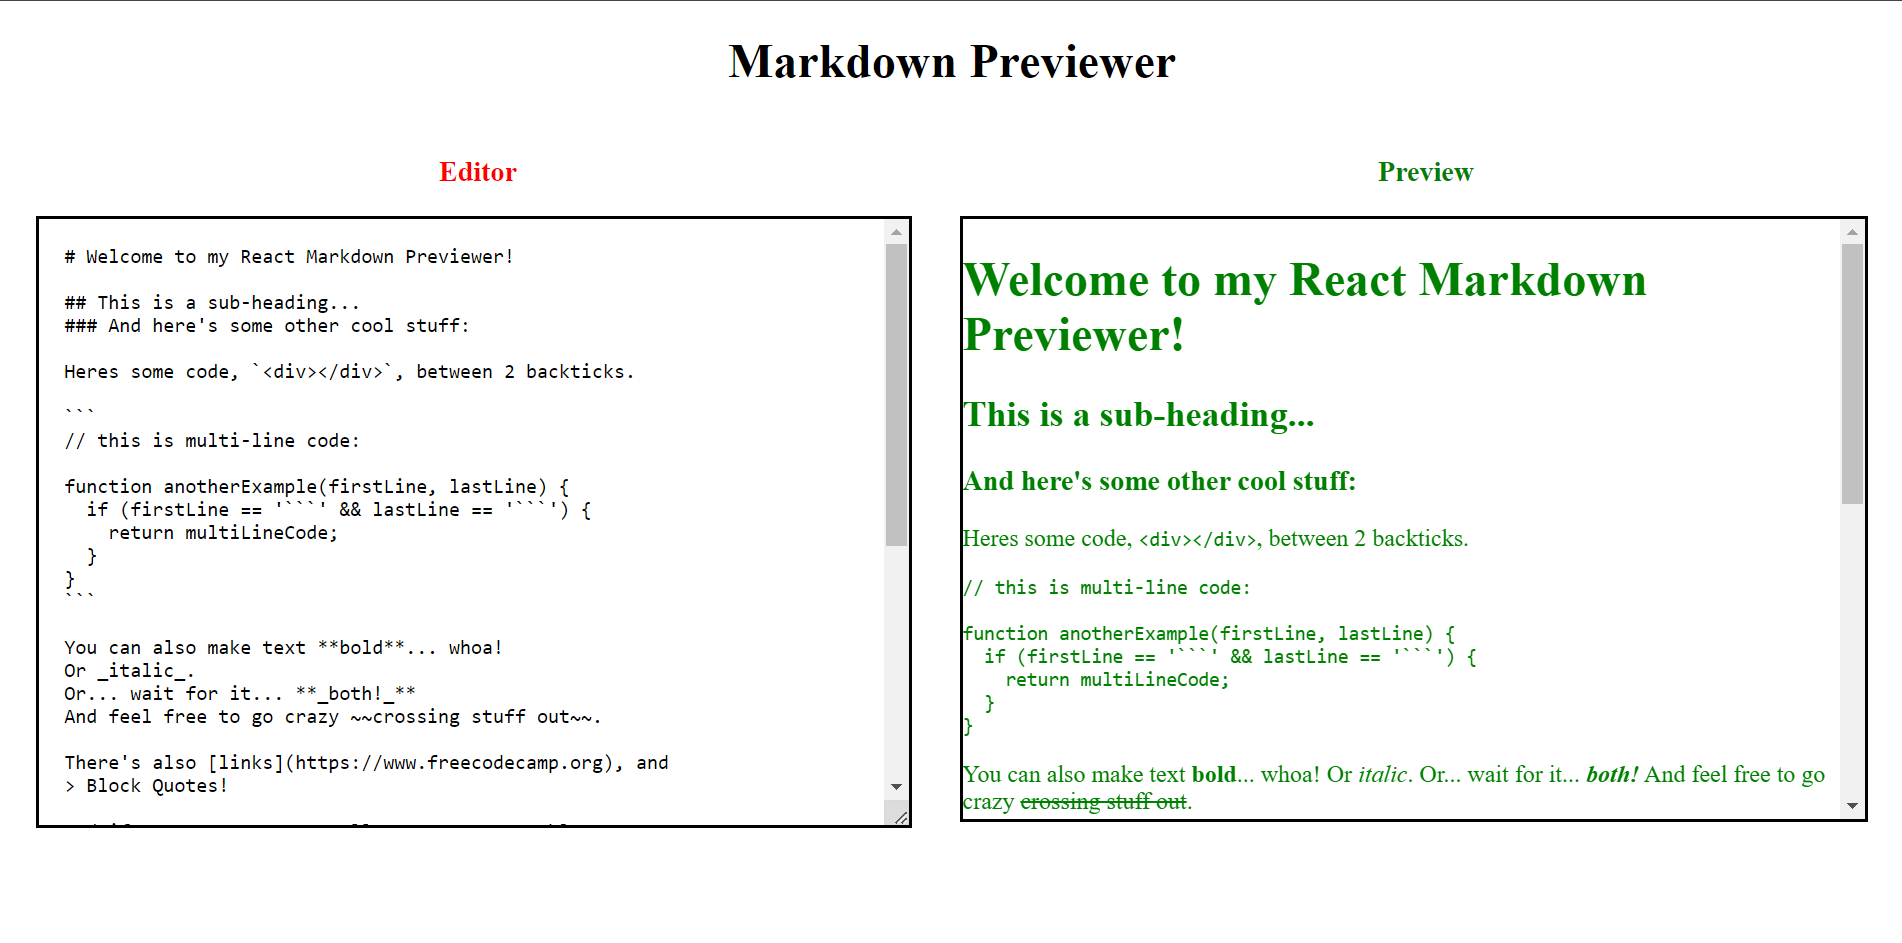 Markdown Previewer
Editor
# Welcome to my React Markdown Previewer!
## This is a sub-heading...
### And here's some other cool stuff:
Heres some code, `<div></div>`, between 2 backticks.
```
// this is multi-line code:
function anotherExample(firstLine, lastLine) {
  if (firstLine == '```' && lastLine == '```') {
    return multiLineCode;
  }
}
```
You can also make text **bold**... whoa!
Or _italic_.
Or... wait for it... **_both!_**
And feel free to go crazy ~~crossing stuff out~~.
There's also [links](https://www.freecodecamp.org), and
> Block Quotes!
Preview
Welcome to my React Markdown
Previewer!
This is a sub-heading...
And here's some other cool stuff:
Heres some code, <div></div>, between 2 backticks.
// this is multi-line code:
function anotherExample(firstLine, lastLine) {
  if (firstLine == '```' && lastLine == '```') {
    return multiLineCode;
  }
}
You can also make text bold... whoa! Or italic. Or... wait for it... both! And feel free to go
crazy crossing stuff out.